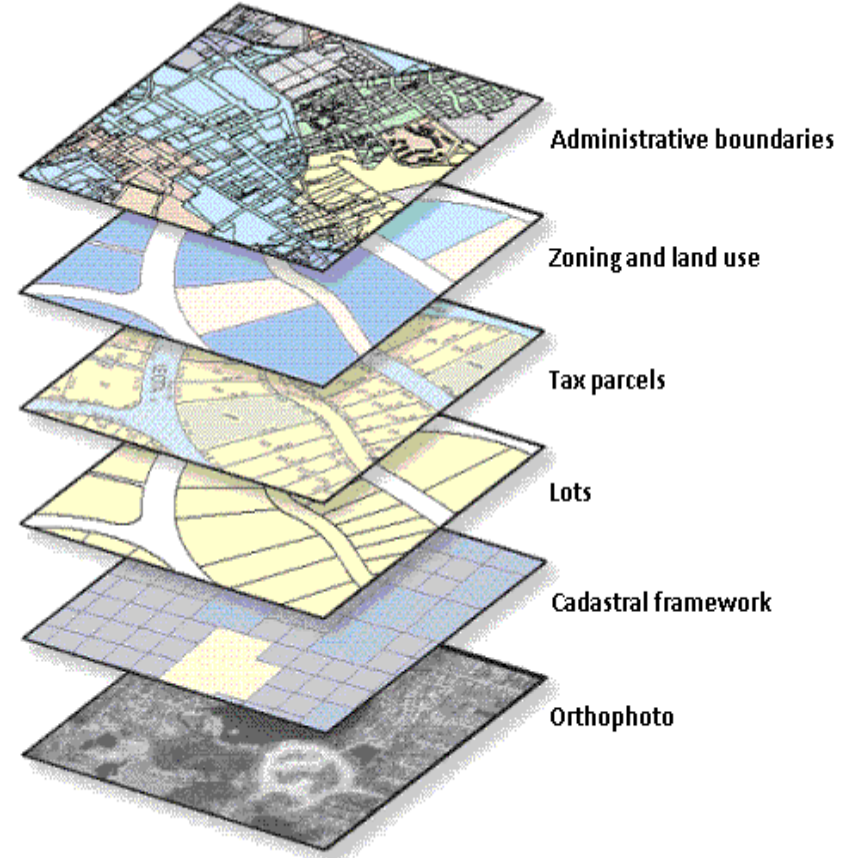 Administrative boundaries
Zoning and land use
Tax parcels
Lots
Cadastral framework
Orthophoto